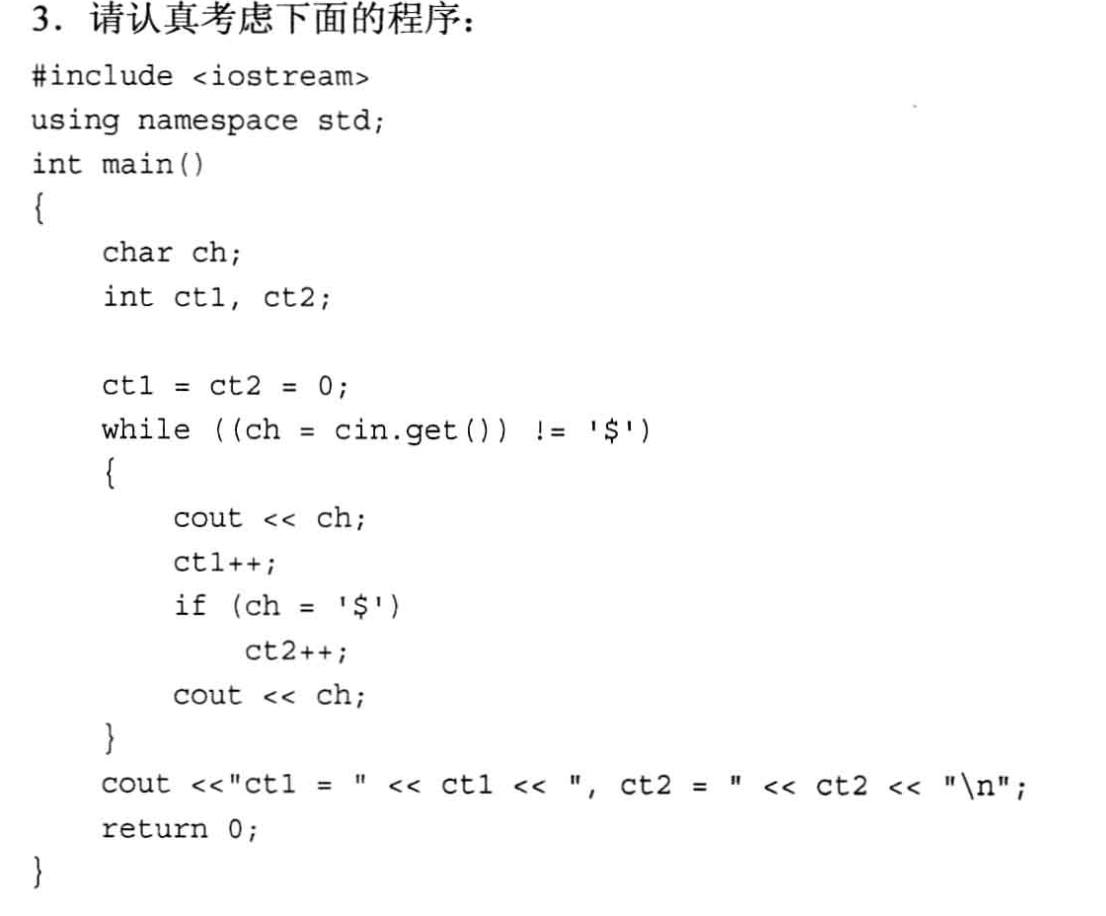 3．请认真考虑下面的程序：
#include <iostream>
using namespace std;
int main()
{
    char ch;
    int ct1, ct2;

    ct1 = ct2 = 0;
    while ((ch = cin.get()) != '$')
    {
        cout << ch;
        ct1++;
        if (ch = '$')
            ct2++;
        cout << ch;
    }
    cout <<"ct1 = " << ct1 << ", ct2 = " << ct2 << "\n";
    return 0;
}